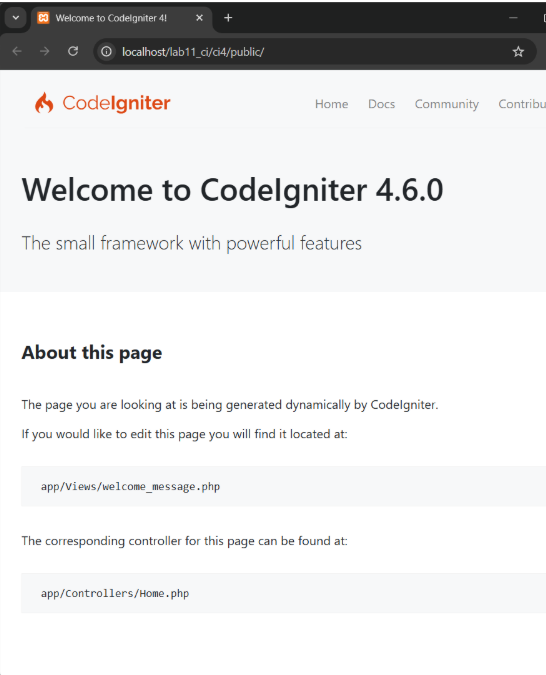 Welcome to CodeIgniter 4!
localhost/lab11_ci/ci4/public/
CodeIgniter
Home Docs Community Contribu
Welcome to CodeIgniter 4.6.0
The small framework with powerful features
About this page
The page you are looking at is being generated dynamically by CodeIgniter.
If you would like to edit this page you will find it located at:
app/Views/welcome_message.php
The corresponding controller for this page can be found at:
app/Controllers/Home.php